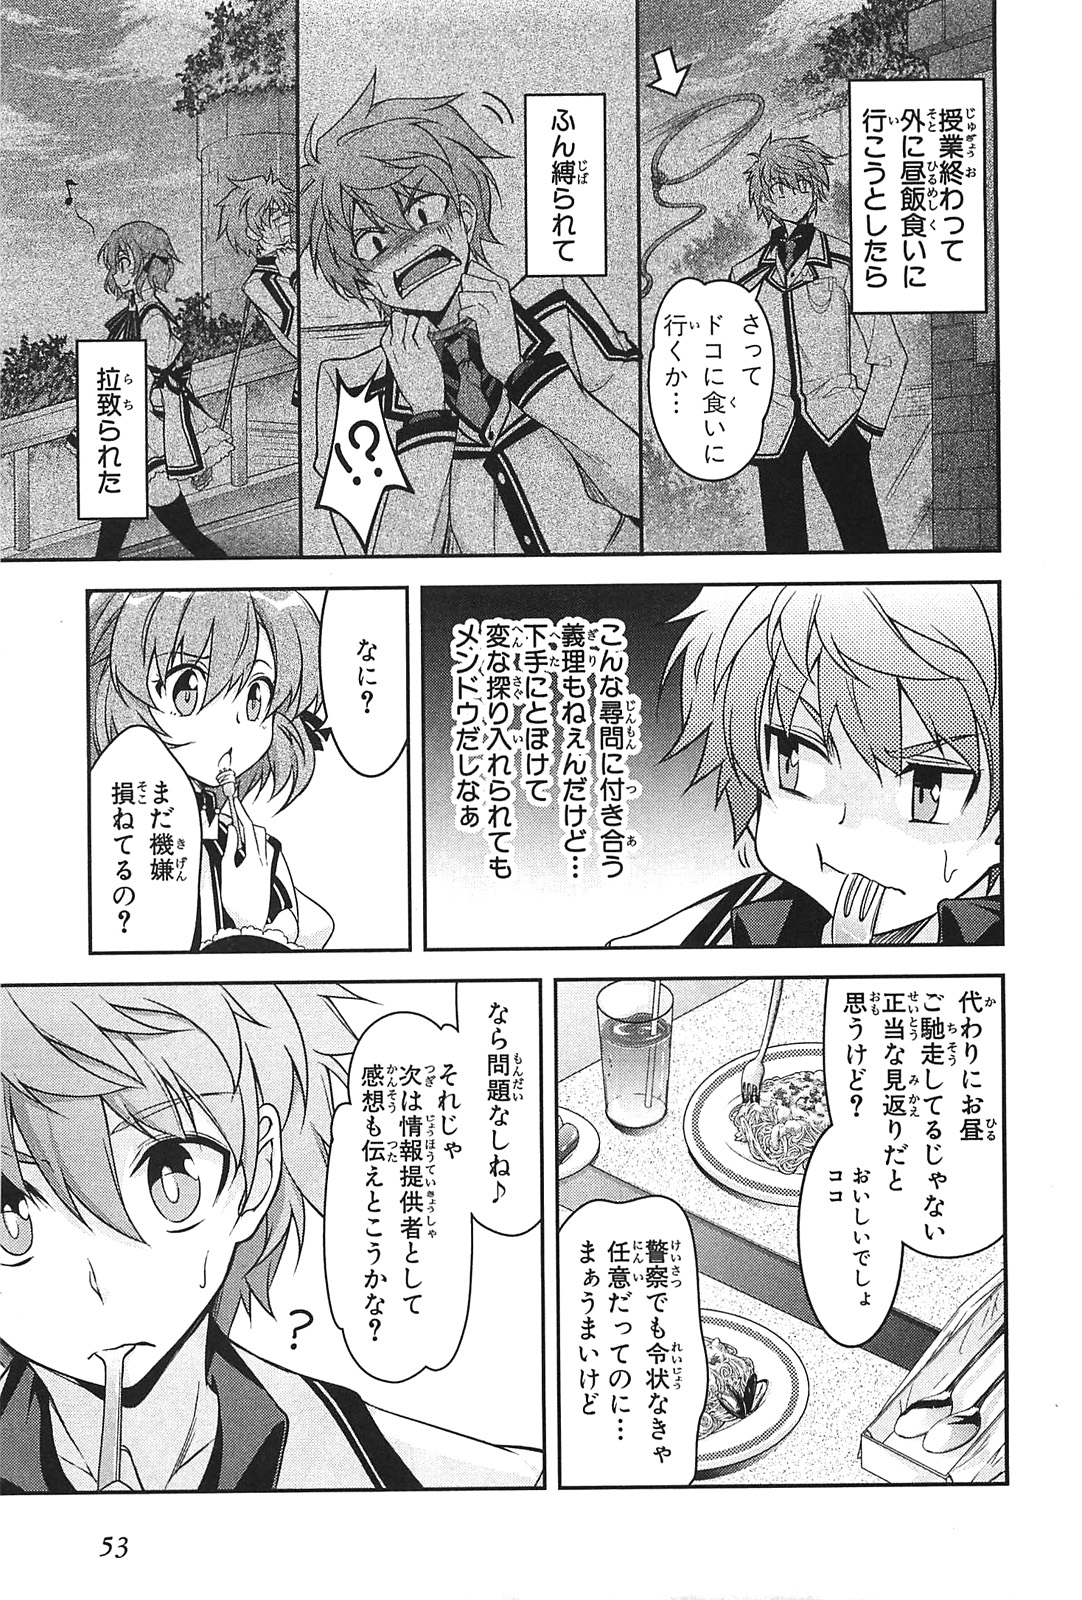 授業終わって
外に昼飯食いに
行こうとしたら
さって
ドコに食いに
行くか…
ふん縛られて
!?
拉致られた
こんな尋問に付き合う
義理もねぇんだけど…
下手にとぼけて
変な探り入れられても
メンドウだしなぁ
なに?
まだ機嫌
損ねてるの?
代わりにお昼
ご馳走してるじゃない
正当な見返りだと
思うけど?
おいしいでしょ
ココ
警察でも令状なきゃ
任意だってのに…
まぁうまいけど
なら問題なしね♪
それじゃ
次は情報提供者として
感想も伝えとこうかな?
?
53